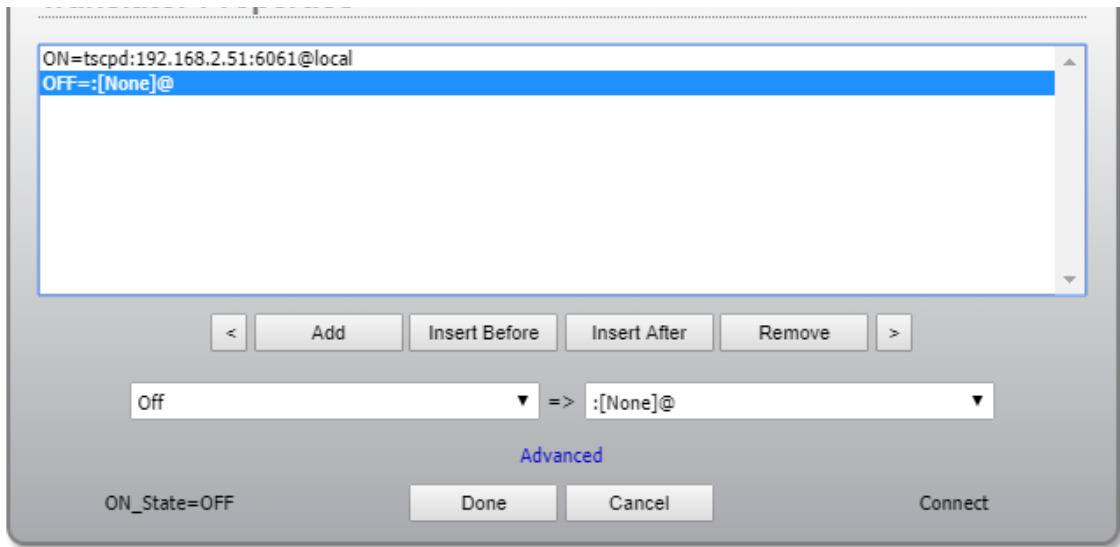 ON=tscpd:192.168.2.51:6061@local
OFF=:[None]@
< Add Insert Before Insert After Remove >
Off => :[None]@
Advanced
ON_State=OFF Done Cancel Connect